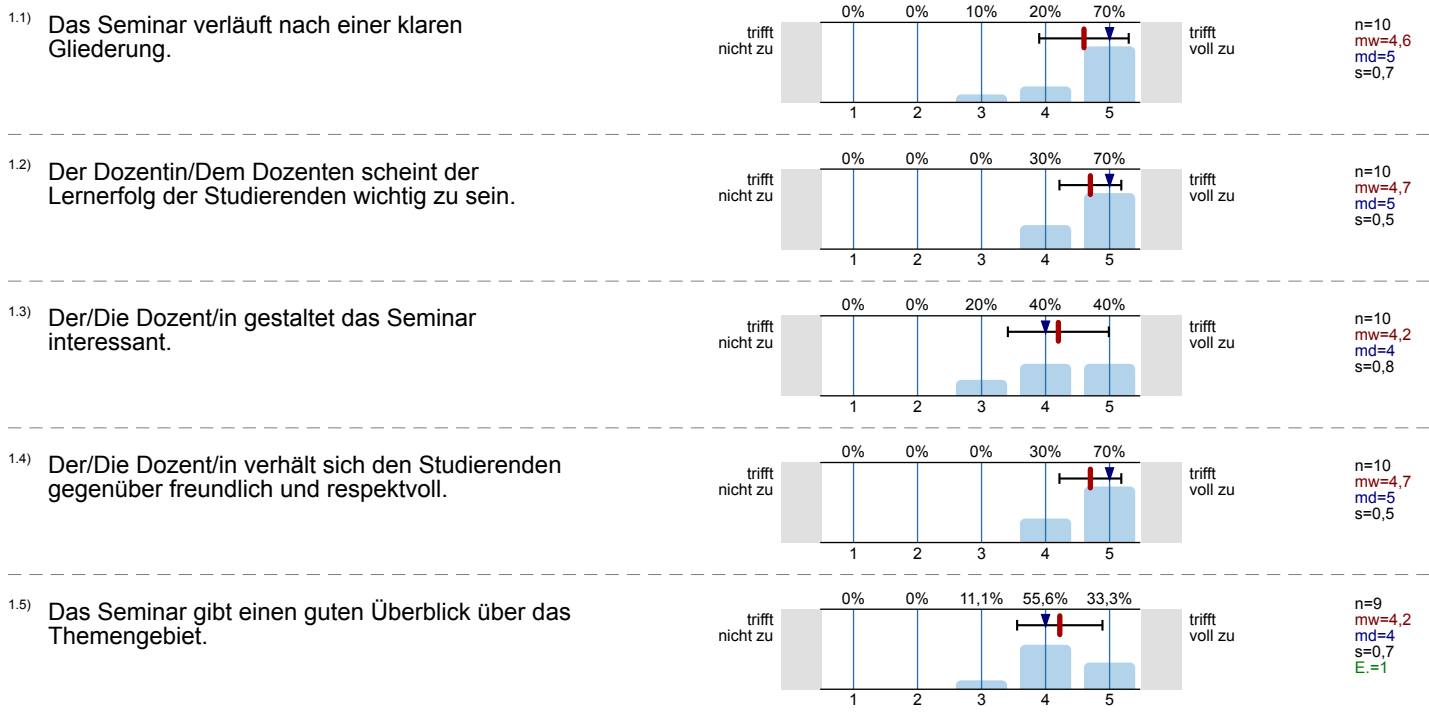 1.1) Das Seminar verläuft nach einer klaren
Gliederung.
0% 0% 10% 20% 70%
trifft
nicht zu
trifft
voll zu
1 2 3 4 5
n=10
mw=4,6
md=5
s=0,7
1.2) Der Dozentin/Dem Dozenten scheint der
Lernerfolg der Studierenden wichtig zu sein.
0% 0% 0% 30% 70%
trifft
nicht zu
trifft
voll zu
1 2 3 4 5
n=10
mw=4,7
md=5
s=0,5
1.3) Der/Die Dozent/in gestaltet das Seminar
interessant.
0% 0% 20% 40% 40%
trifft
nicht zu
trifft
voll zu
1 2 3 4 5
n=10
mw=4,2
md=4
s=0,8
1.4) Der/Die Dozent/in verhält sich den Studierenden
gegenüber freundlich und respektvoll.
0% 0% 0% 30% 70%
trifft
nicht zu
trifft
voll zu
1 2 3 4 5
n=10
mw=4,7
md=5
s=0,5
1.5) Das Seminar gibt einen guten Überblick über das
Themengebiet.
0% 0% 11,1% 55,6% 33,3%
trifft
nicht zu
trifft
voll zu
1 2 3 4 5
n=9
mw=4,2
md=4
s=0,7
E.=1